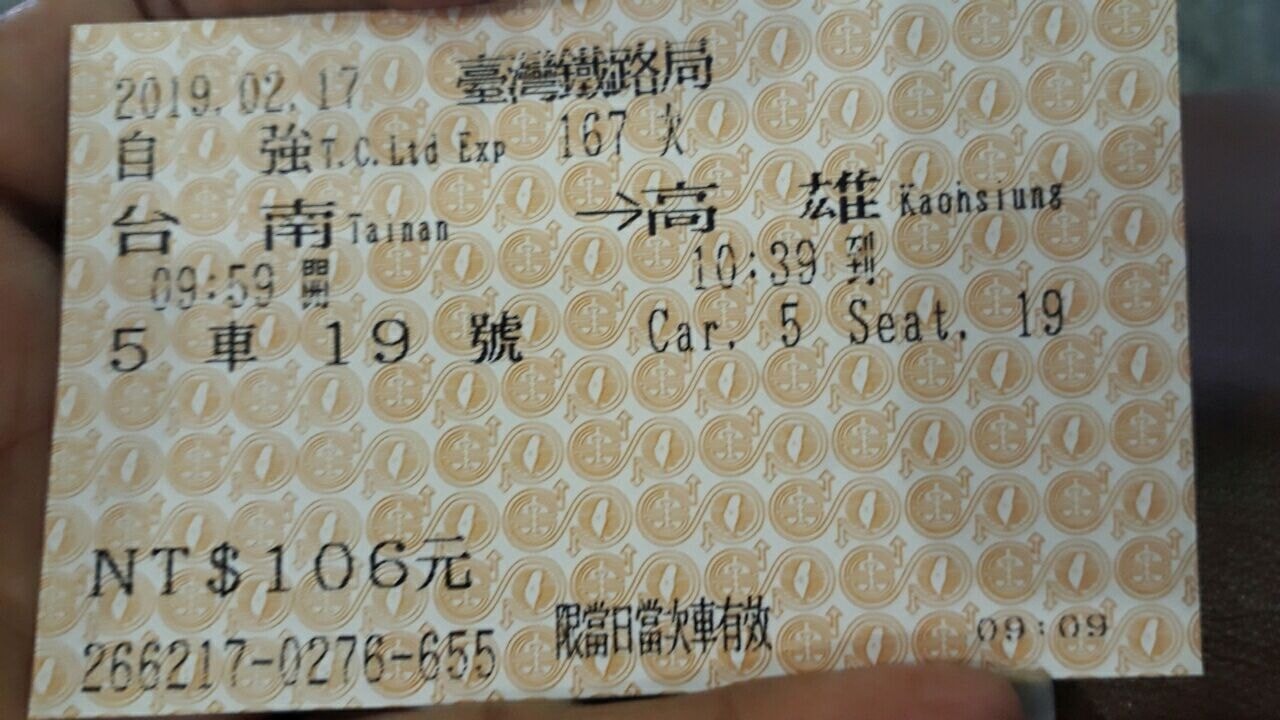 2019.02.17 臺灣鐵路局
自 強 T.C.Ltd Exp 167 次
台 南 Tainan →高 雄 Kaohsiung
09:59 開 10:39 到
5 車 19 號 Car. 5 Seat. 19
NT$106元
266217-0276-655 限當日當次車有效 09:09